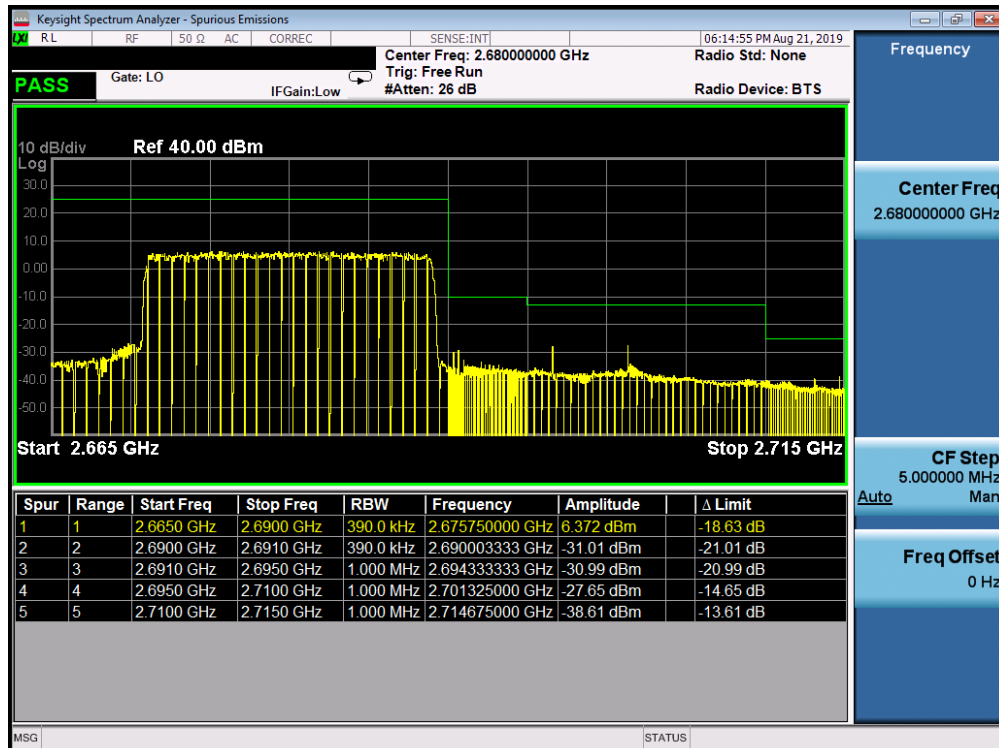 Keysight Spectrum Analyzer - Spurious Emissions
LXI RL RF 50 Ω AC CORREC SENSE:INT 06:14:55 PM Aug 21, 2019
Frequency
Center Freq: 2.680000000 GHz Radio Std: None
PASS Gate: LO Trig: Free Run
IFGain:Low #Atten: 26 dB Radio Device: BTS
10 dB/div Ref 40.00 dBm
Log
30.0
20.0
10.0
0.00
-10.0
-20.0
-30.0
-40.0
-50.0
Start 2.665 GHz Stop 2.715 GHz
Center Freq
2.680000000 GHz
CF Step
5.000000 MHz
Auto Man
Freq Offset
0 Hz
Spur Range Start Freq Stop Freq RBW Frequency Amplitude Δ Limit
1 1 2.6650 GHz 2.6900 GHz 390.0 kHz 2.675750000 GHz 6.372 dBm -18.63 dB
2 2 2.6900 GHz 2.6910 GHz 390.0 kHz 2.690003333 GHz -31.01 dBm -21.01 dB
3 3 2.6910 GHz 2.6950 GHz 1.000 MHz 2.694333333 GHz -30.99 dBm -20.99 dB
4 4 2.6950 GHz 2.7100 GHz 1.000 MHz 2.701325000 GHz -27.65 dBm -14.65 dB
5 5 2.7100 GHz 2.7150 GHz 1.000 MHz 2.714675000 GHz -38.61 dBm -13.61 dB
MSG STATUS